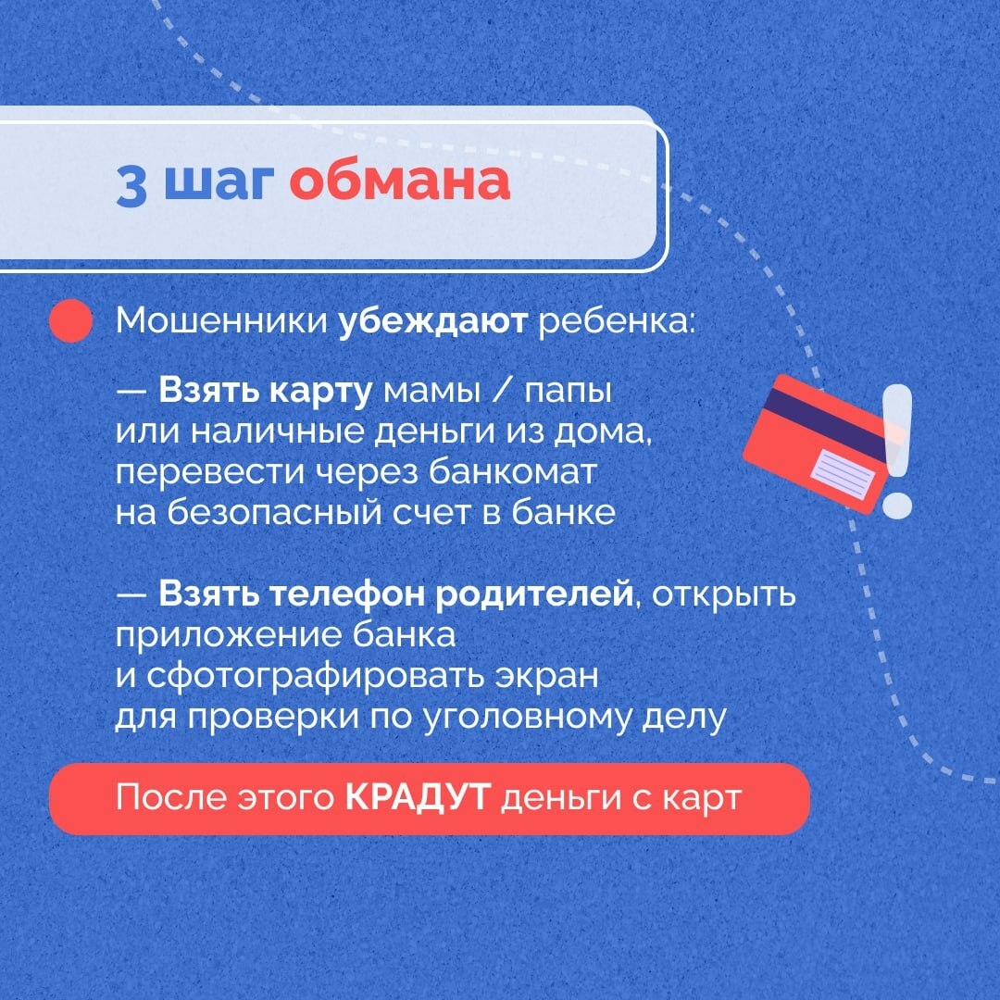 3 шаг обмана
Мошенники убеждают ребенка:
— Взять карту мамы / папы
или наличные деньги из дома,
перевести через банкомат
на безопасный счет в банке
— Взять телефон родителей, открыть
приложение банка
и сфотографировать экран
для проверки по уголовному делу
После этого КРАДУТ деньги с карт